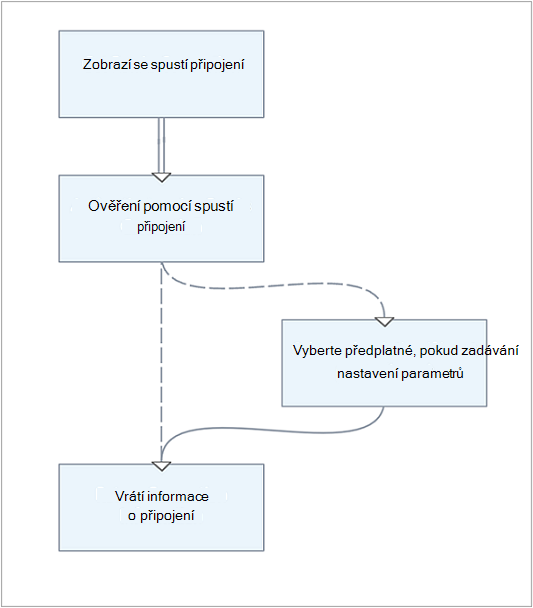 Zobrazí se spustí připojení
Ověření pomocí spustí
připojení
Vyberte předplatné, pokud zadávání
nastavení parametrů
Vrátí informace
o připojení